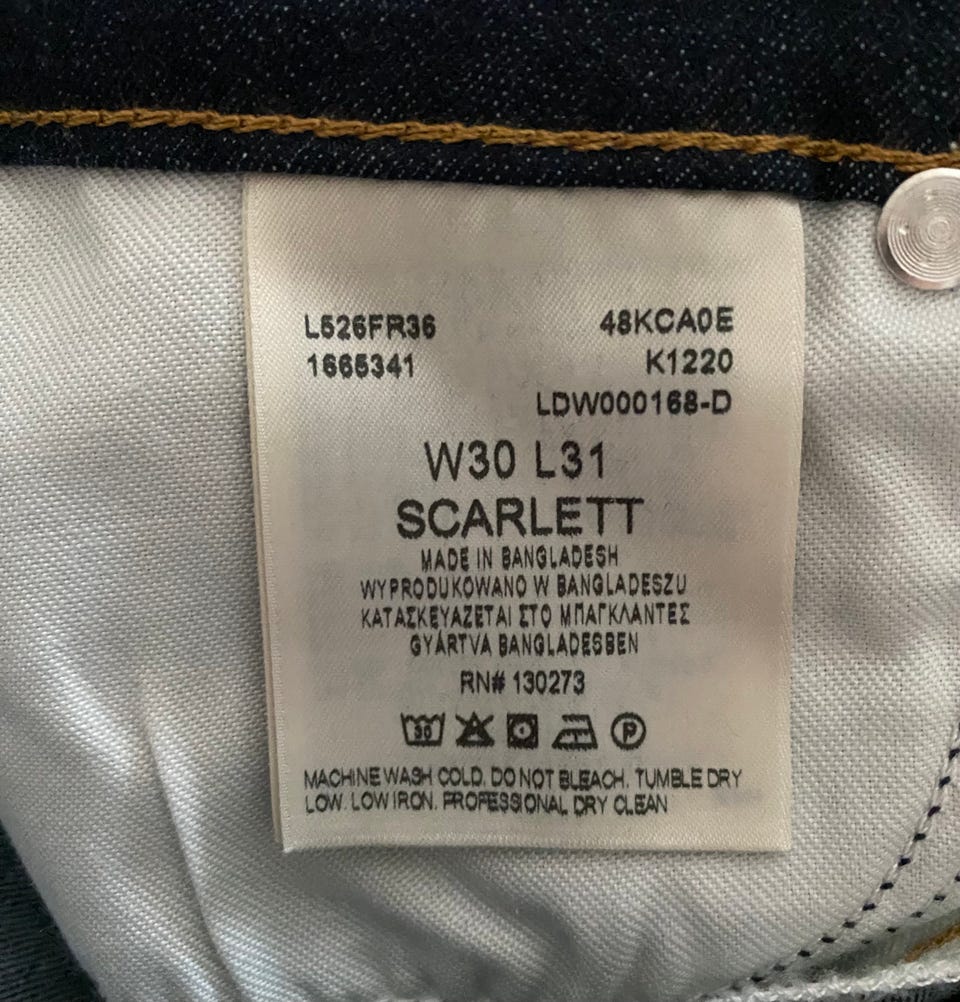 L526FR36 48KCA0E
1665341 K1220
LDW000168-D
W30 L31
SCARLETT
MADE IN BANGLADESH
WYPRODUKOWANO W BANGLADESZU
ΚΑΤΑΣΚΕΥΑΖΕΤΑΙ ΣΤΟ ΜΠΑΓΚΛΑΝΤΕΣ
GYÁRTVA BANGLADESBEN
RN# 130273
30 P
MACHINE WASH COLD. DO NOT BLEACH. TUMBLE DRY
LOW. LOW IRON. PROFESSIONAL DRY CLEAN